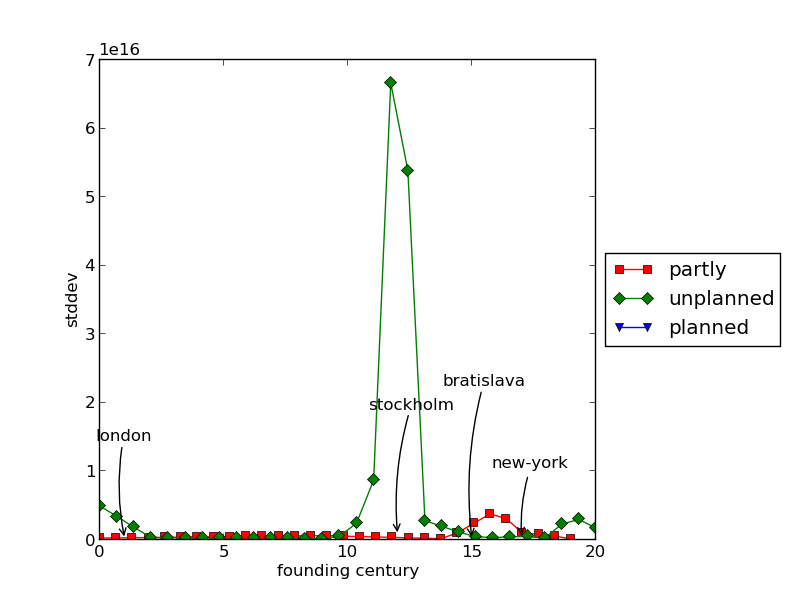 1e16
7
6
5
4
3
2
1
0
stddev
london
stockholm
bratislava
new-york
0 5 10 15 20
founding century
partly
unplanned
planned